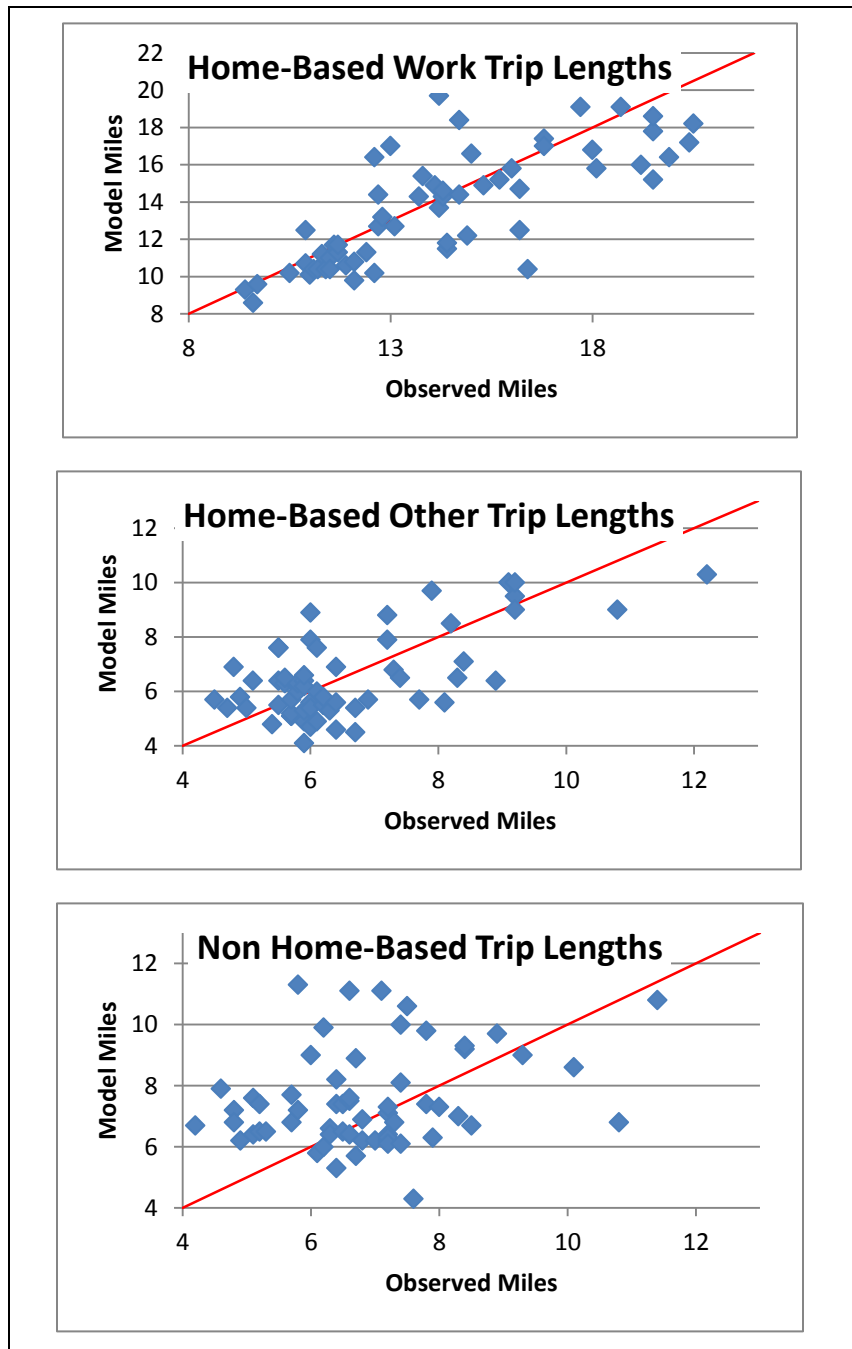 Home-Based Work Trip Lengths
22
20
18
16
14
12
10
8
Model Miles
8 13 18
Observed Miles
Home-Based Other Trip Lengths
12
10
8
6
4
Model Miles
4 6 8 10 12
Observed Miles
Non Home-Based Trip Lengths
12
10
8
6
4
Model Miles
4 6 8 10 12
Observed Miles